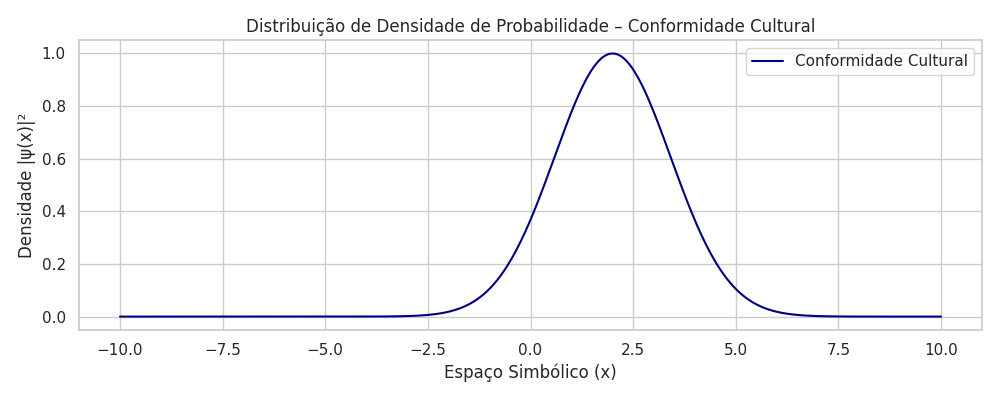 Distribuição de Densidade de Probabilidade – Conformidade Cultural
Conformidade Cultural
Densidade |ψ(x)|²
1.0
0.8
0.6
0.4
0.2
0.0
−10.0 −7.5 −5.0 −2.5 0.0 2.5 5.0 7.5 10.0
Espaço Simbólico (x)